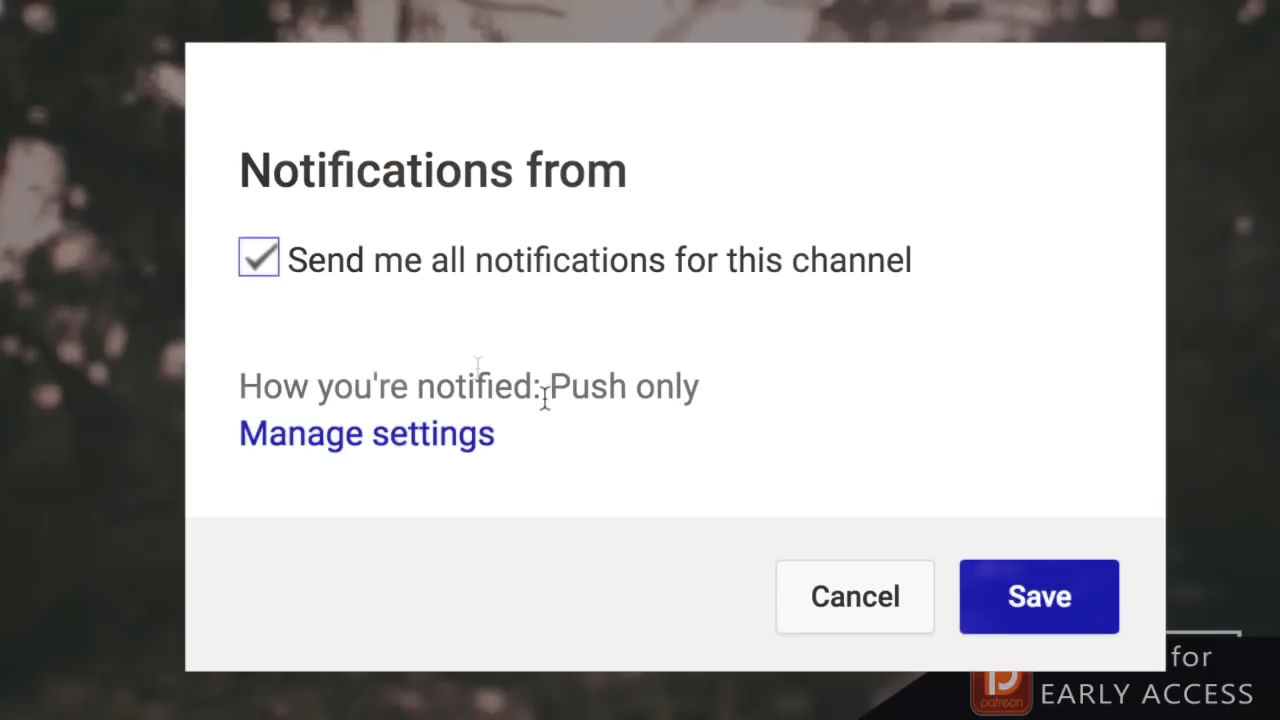 Notifications from
Send me all notifications for this channel
How you're notified: Push only
Manage settings
Cancel
Save
for
patreon
EARLY ACCESS